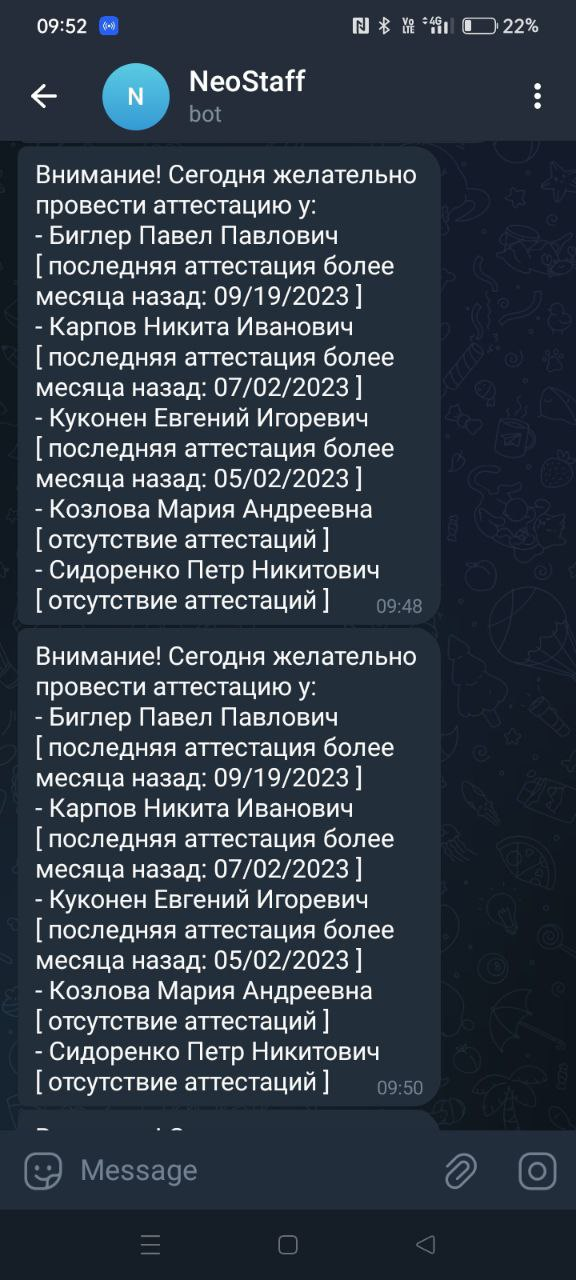 09:52
Vo LTE 4G 22%
N
NeoStaff
bot
Внимание! Сегодня желательно
провести аттестацию у:
- Биглер Павел Павлович
[ последняя аттестация более
месяца назад: 09/19/2023 ]
- Карпов Никита Иванович
[ последняя аттестация более
месяца назад: 07/02/2023 ]
- Куконен Евгений Игоревич
[ последняя аттестация более
месяца назад: 05/02/2023 ]
- Козлова Мария Андреевна
[ отсутствие аттестаций ]
- Сидоренко Петр Никитович
[ отсутствие аттестаций ]
09:48
Внимание! Сегодня желательно
провести аттестацию у:
- Биглер Павел Павлович
[ последняя аттестация более
месяца назад: 09/19/2023 ]
- Карпов Никита Иванович
[ последняя аттестация более
месяца назад: 07/02/2023 ]
- Куконен Евгений Игоревич
[ последняя аттестация более
месяца назад: 05/02/2023 ]
- Козлова Мария Андреевна
[ отсутствие аттестаций ]
- Сидоренко Петр Никитович
[ отсутствие аттестаций ]
09:50
Message